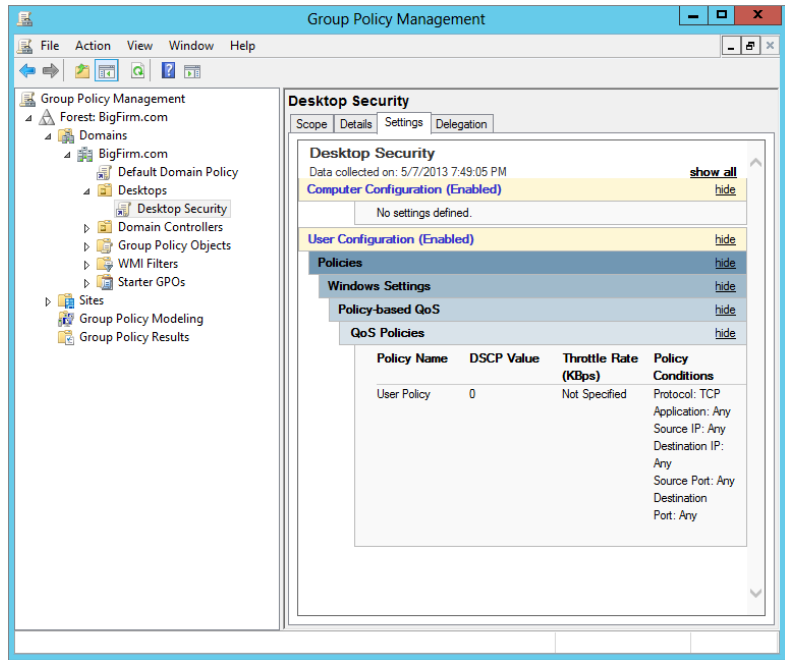 Group Policy Management
File Action View Window Help
Group Policy Management
Forest: BigFirm.com
Domains
BigFirm.com
Default Domain Policy
Desktops
Desktop Security
Domain Controllers
Group Policy Objects
WMI Filters
Starter GPOs
Sites
Group Policy Modeling
Group Policy Results
Desktop Security
Scope Details Settings Delegation
Desktop Security
Data collected on: 5/7/2013 7:49:05 PM show all
Computer Configuration (Enabled) hide
No settings defined.
User Configuration (Enabled) hide
Policies hide
Windows Settings hide
Policy-based QoS hide
QoS Policies hide
Policy Name DSCP Value Throttle Rate Policy
(KBps) Conditions
User Policy 0 Not Specified Protocol: TCP
Application: Any
Source IP: Any
Destination IP:
Any
Source Port: Any
Destination
Port: Any